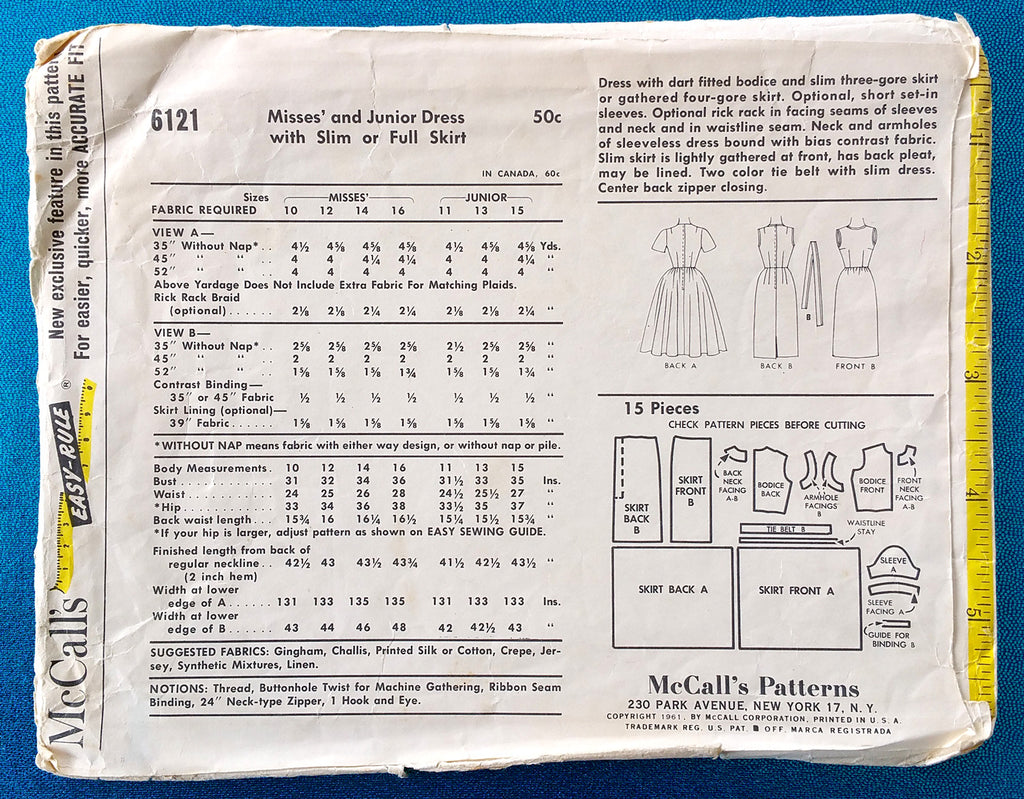 New exclusive feature in this patte
For easier, quicker, more ACCURATE FIT
EASY-RULE ®
McCall's
6121 Misses' and Junior Dress 50c
with Slim or Full Skirt
IN CANADA, 60c
Sizes MISSES' JUNIOR
FABRIC REQUIRED 10 12 14 16 11 13 15
VIEW A—
35" Without Nap*.. 4½ 4⅝ 4⅝ 4⅝ 4½ 4⅝ 4⅝ Yds.
45" " " .. 4 4 4¼ 4¼ 4 4 4¼ "
52" " " .. 4 4 4 4 4 4 4 "
Above Yardage Does Not Include Extra Fabric For Matching Plaids.
Rick Rack Braid
(optional)...... 2⅛ 2⅛ 2¼ 2¼ 2⅛ 2⅛ 2¼ "
VIEW B—
35" Without Nap*.. 2⅝ 2⅝ 2⅝ 2⅝ 2½ 2⅝ 2⅝ "
45" " " .. 2 2 2 2 2 2 2 "
52" " " .. 1⅝ 1⅝ 1⅝ 1¾ 1⅝ 1⅝ 1¾ "
Contrast Binding—
35" or 45" Fabric ½ ½ ½ ½ ½ ½ ½ "
Skirt Lining (optional)—
39" Fabric...... 1⅝ 1⅝ 1⅝ 1⅝ 1⅝ 1⅝ 1⅝ "
*WITHOUT NAP means fabric with either way design, or without nap or pile.
Body Measurements. 10 12 14 16 11 13 15
Bust........... 31 32 34 36 31½ 33 35 Ins.
Waist.......... 24 25 26 28 24½ 25½ 27 "
*Hip........... 33 34 36 38 33½ 35 37 "
Back waist length... 15¾ 16 16¼ 16½ 15¼ 15½ 15¾ "
*If your hip is larger, adjust pattern as shown on EASY SEWING GUIDE.
Finished length from back of
regular neckline.. 42½ 43 43½ 43¾ 41½ 42½ 43½ "
(2 inch hem)
Width at lower
edge of A...... 131 133 135 135 131 133 133 Ins.
Width at lower
edge of B...... 43 44 46 48 42 42½ 43 "
SUGGESTED FABRICS: Gingham, Challis, Printed Silk or Cotton, Crepe, Jer-
sey, Synthetic Mixtures, Linen.
NOTIONS: Thread, Buttonhole Twist for Machine Gathering, Ribbon Seam
Binding, 24" Neck-type Zipper, 1 Hook and Eye.
Dress with dart fitted bodice and slim three-gore skirt
or gathered four-gore skirt. Optional, short set-in
sleeves. Optional rick rack in facing seams of sleeves
and neck and in waistline seam. Neck and armholes
of sleeveless dress bound with bias contrast fabric.
Slim skirt is lightly gathered at front, has back pleat,
may be lined. Two color tie belt with slim dress.
Center back zipper closing.
B
BACK A BACK B FRONT B
15 Pieces
CHECK PATTERN PIECES BEFORE CUTTING
SKIRT BACK B
SKIRT FRONT B
BACK NECK FACING A-B
BODICE BACK
ARMHOLE FACINGS B
BODICE FRONT
FRONT NECK FACING A-B
TIE BELT B
WAISTLINE STAY
SKIRT BACK A
SKIRT FRONT A
SLEEVE A
SLEEVE FACING A
GUIDE FOR BINDING B
McCall's Patterns
230 PARK AVENUE, NEW YORK 17, N. Y.
COPYRIGHT 1961, BY McCALL CORPORATION, PRINTED IN U. S. A.
TRADEMARK REG. U. S. PAT. & OFF. MARCA REGISTRADA
1
2
3
4
5